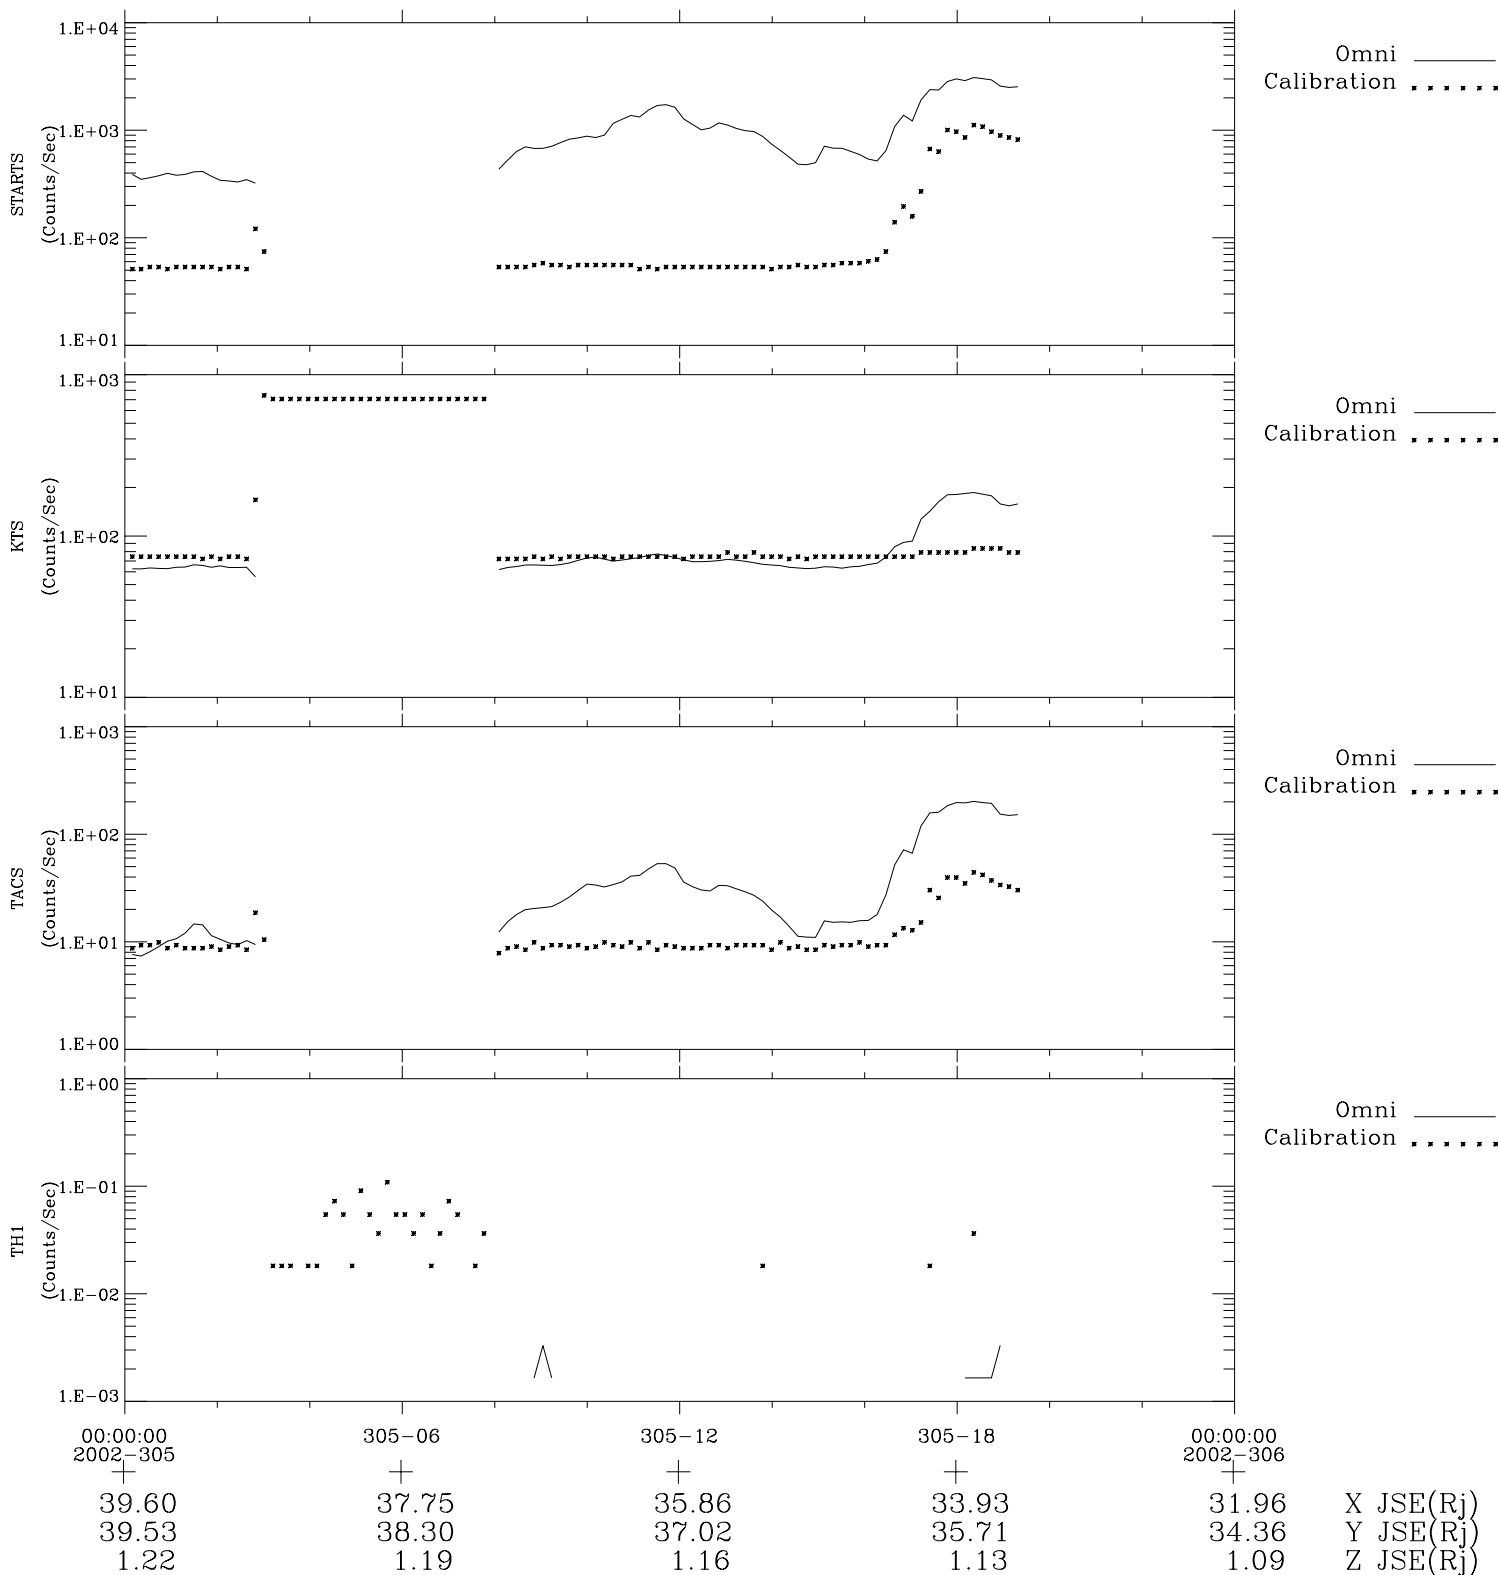 1.E+04
1.E+03
1.E+02
1.E+01
STARTS
(Counts/Sec)
Omni
Calibration
1.E+03
1.E+02
1.E+01
KTS
(Counts/Sec)
Omni
Calibration
1.E+03
1.E+02
1.E+01
1.E+00
TACS
(Counts/Sec)
Omni
Calibration
1.E+00
1.E-01
1.E-02
1.E-03
TH1
(Counts/Sec)
Omni
Calibration
00:00:00 305-06 305-12 305-18 00:00:00
2002-305 2002-306
39.60 37.75 35.86 33.93 31.96 X JSE(Rj)
39.53 38.30 37.02 35.71 34.36 Y JSE(Rj)
1.22 1.19 1.16 1.13 1.09 Z JSE(Rj)